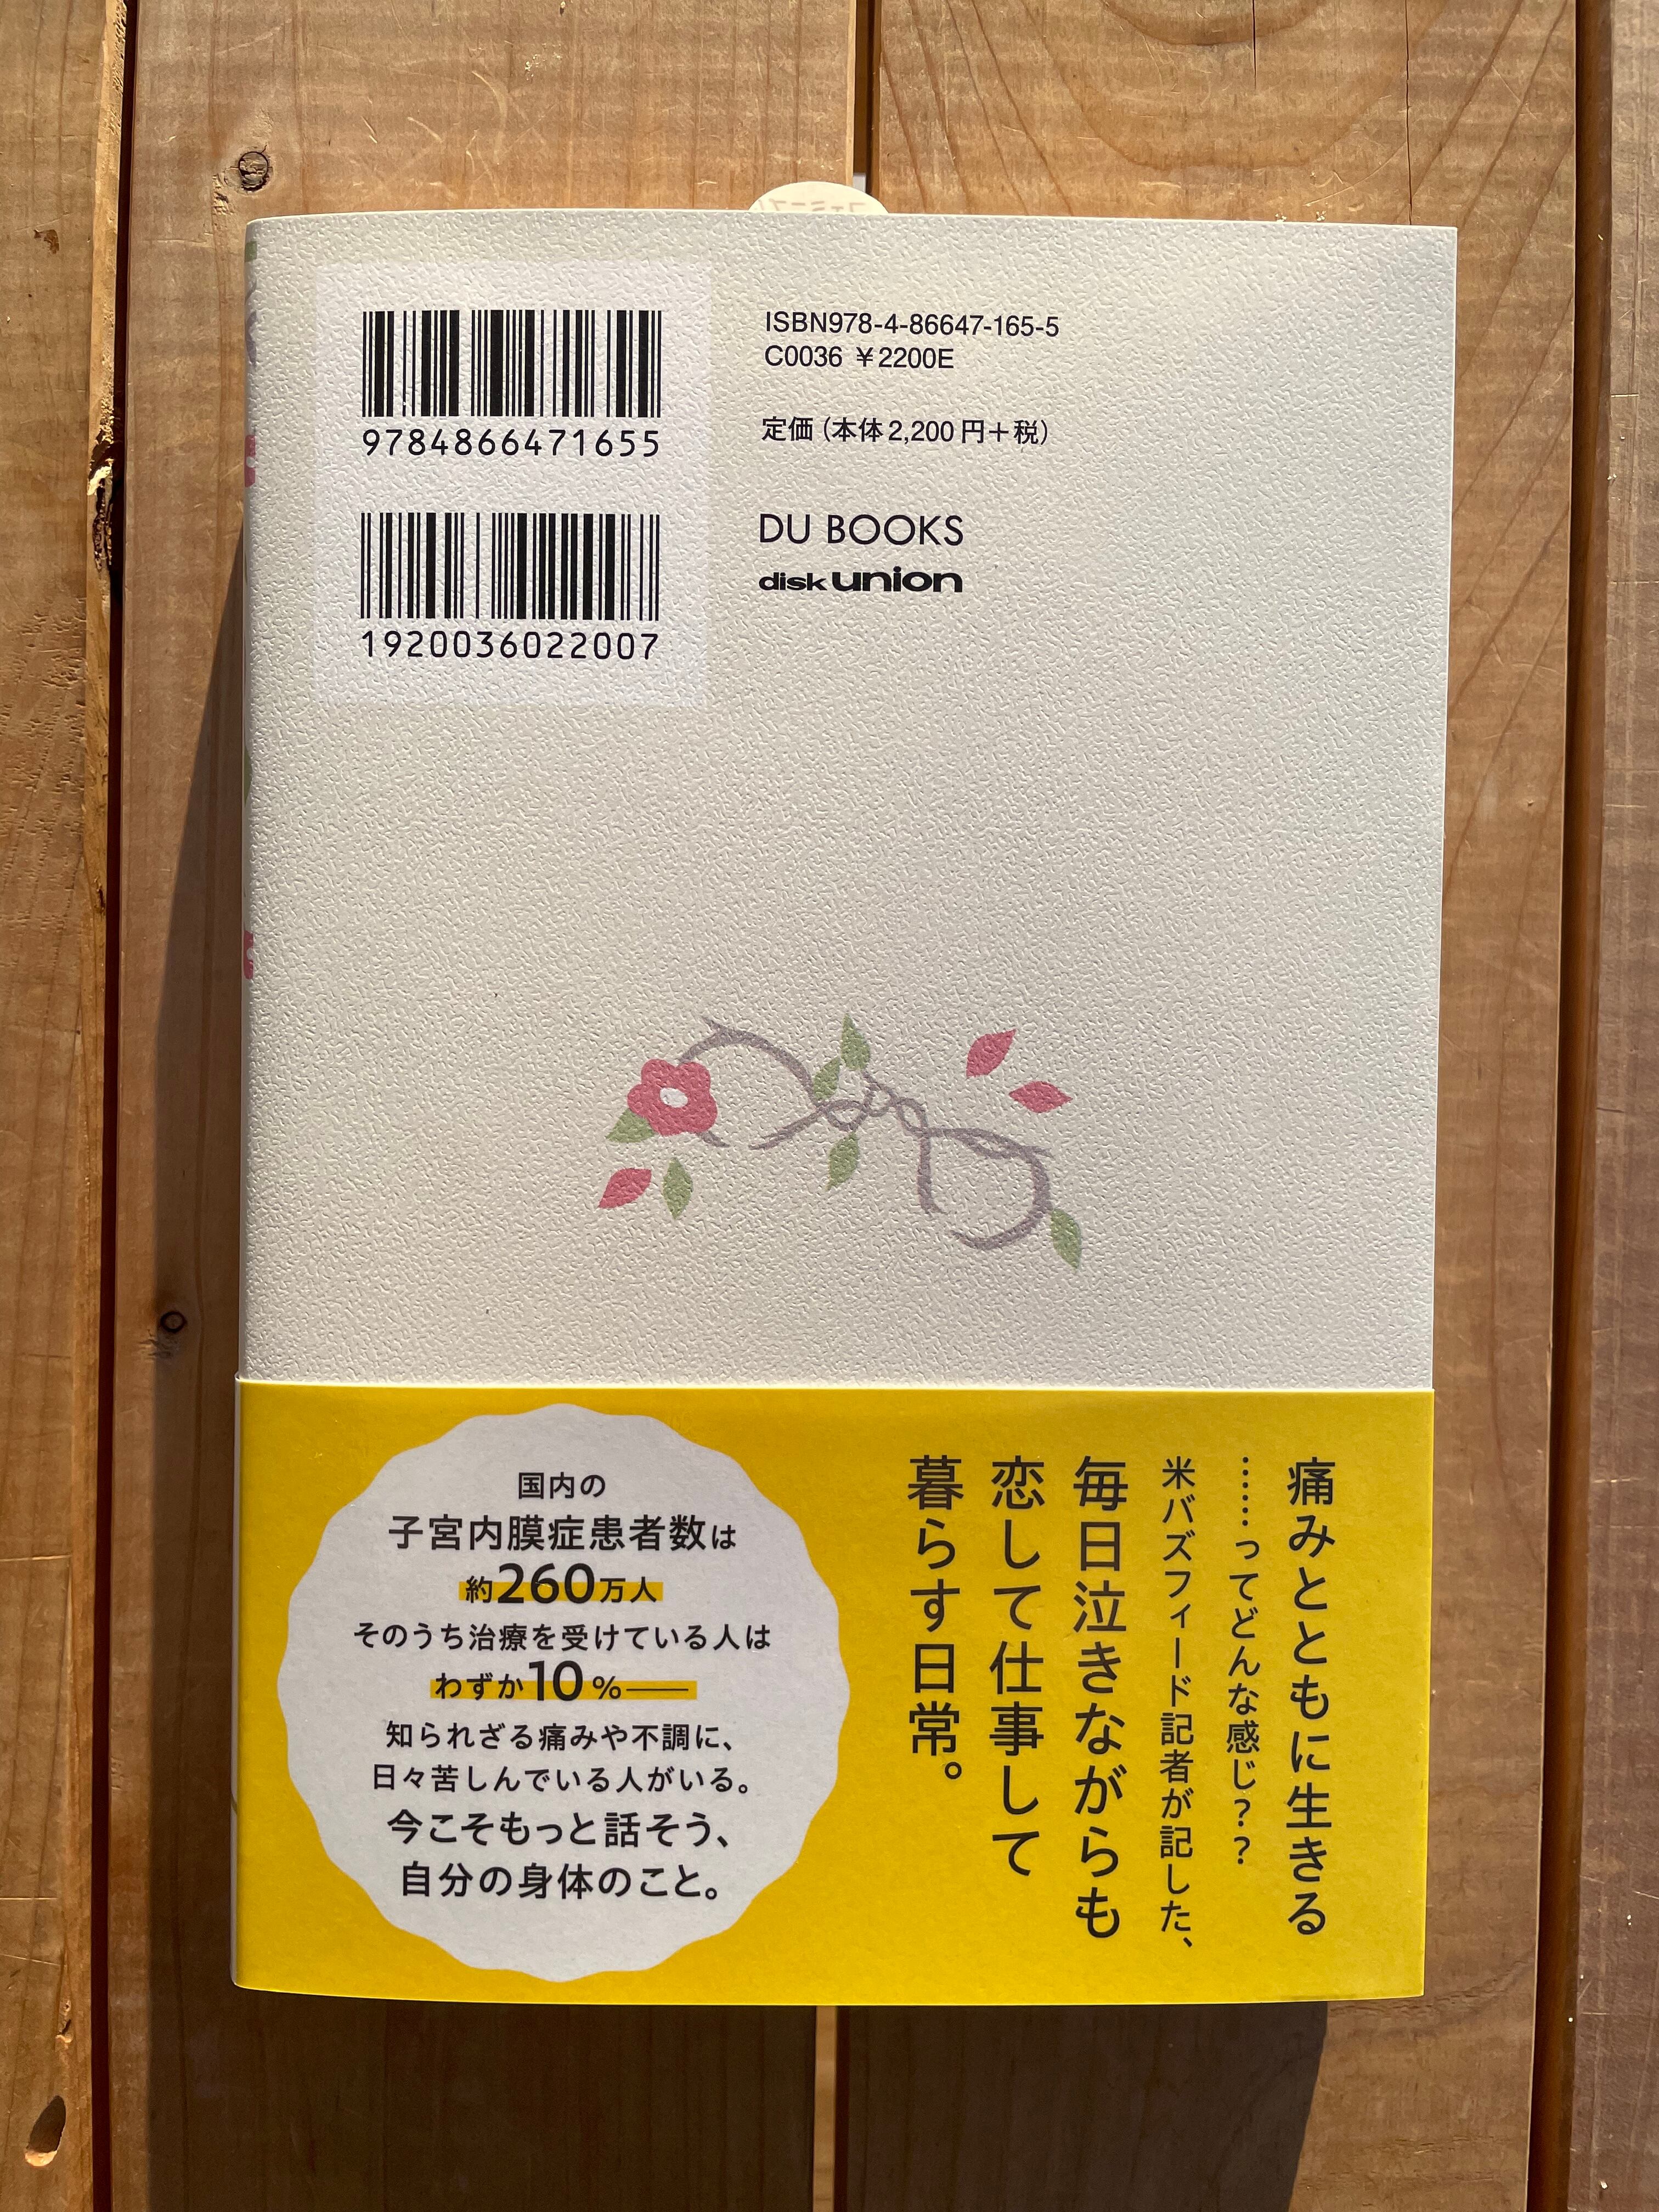 9784866471655
1920036022007
ISBN978-4-86647-165-5
C0036 ¥2200E
定価（本体2,200円＋税）
DU BOOKS
disk union
痛みとともに生きる
……ってどんな感じ？？
米バズフィード記者が記した、
毎日泣きながらも
恋して仕事して
暮らす日常。
国内の
子宮内膜症患者数は
約260万人
そのうち治療を受けている人は
わずか10％――
知られざる痛みや不調に、
日々苦しんでいる人がいる。
今こそもっと話そう、
自分の身体のこと。